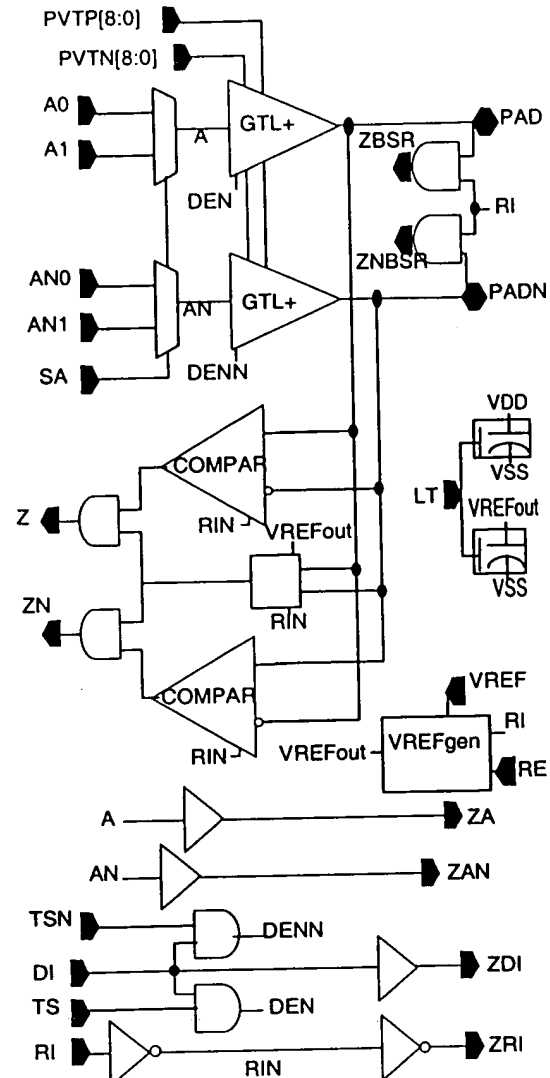 PVTP[8:0]
PVTN[8:0]
A0
A1
A
GTL+
PAD
ZBSR
DEN
RI
ZNBSR
AN0
AN1
AN
GTL+
PADN
SA
DENN
VDD
COMPAR
VSS
LT
VREFout
Z
RIN
VREFout
VSS
ZN
RIN
COMPAR
VREF
RI
VREFgen
VREFout
RIN
RE
A
ZA
AN
ZAN
TSN
DENN
DI
ZDI
TS
DEN
RI
RIN
ZRI